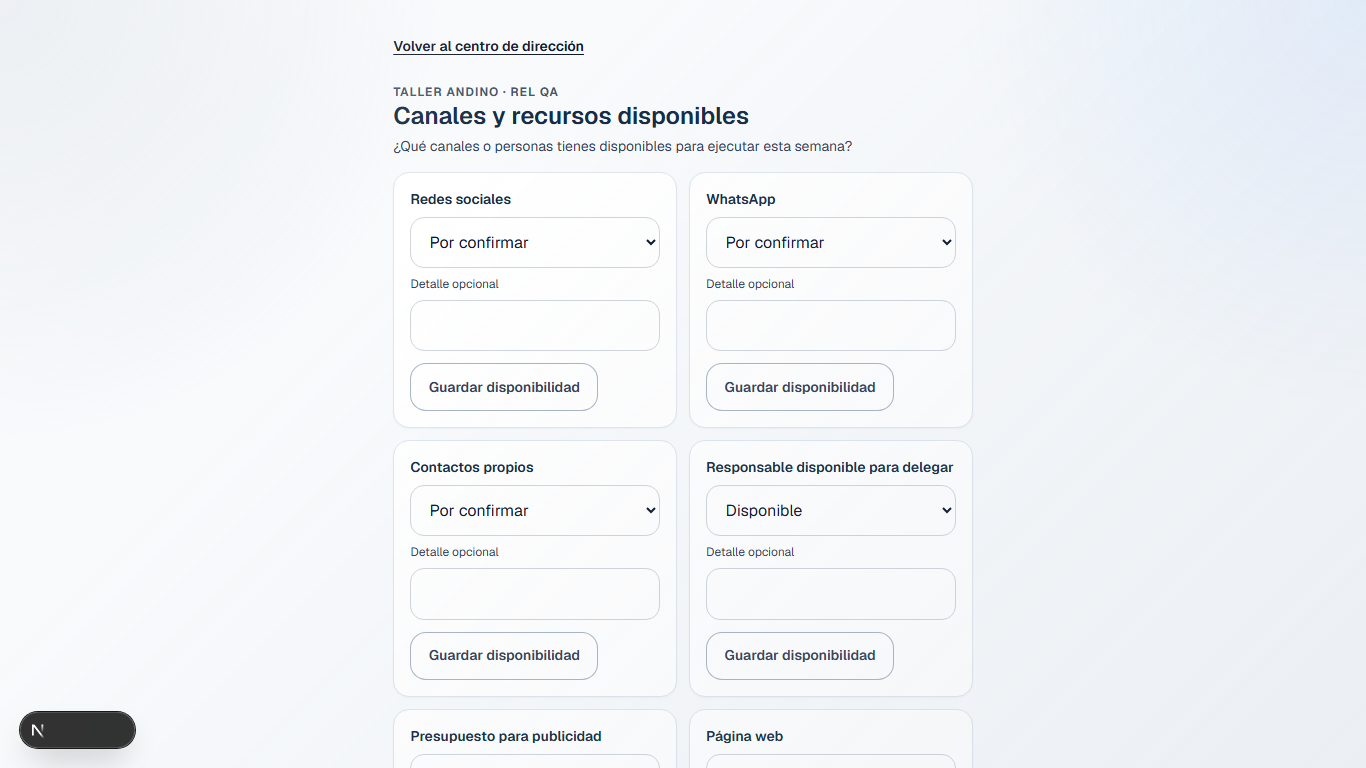 Volver al centro de dirección
TALLER ANDINO · REL QA
Canales y recursos disponibles
¿Qué canales o personas tienes disponibles para ejecutar esta semana?
Redes sociales
Por confirmar
Detalle opcional
Guardar disponibilidad
WhatsApp
Por confirmar
Detalle opcional
Guardar disponibilidad
Contactos propios
Por confirmar
Detalle opcional
Guardar disponibilidad
Responsable disponible para delegar
Disponible
Detalle opcional
Guardar disponibilidad
Presupuesto para publicidad
Página web
N